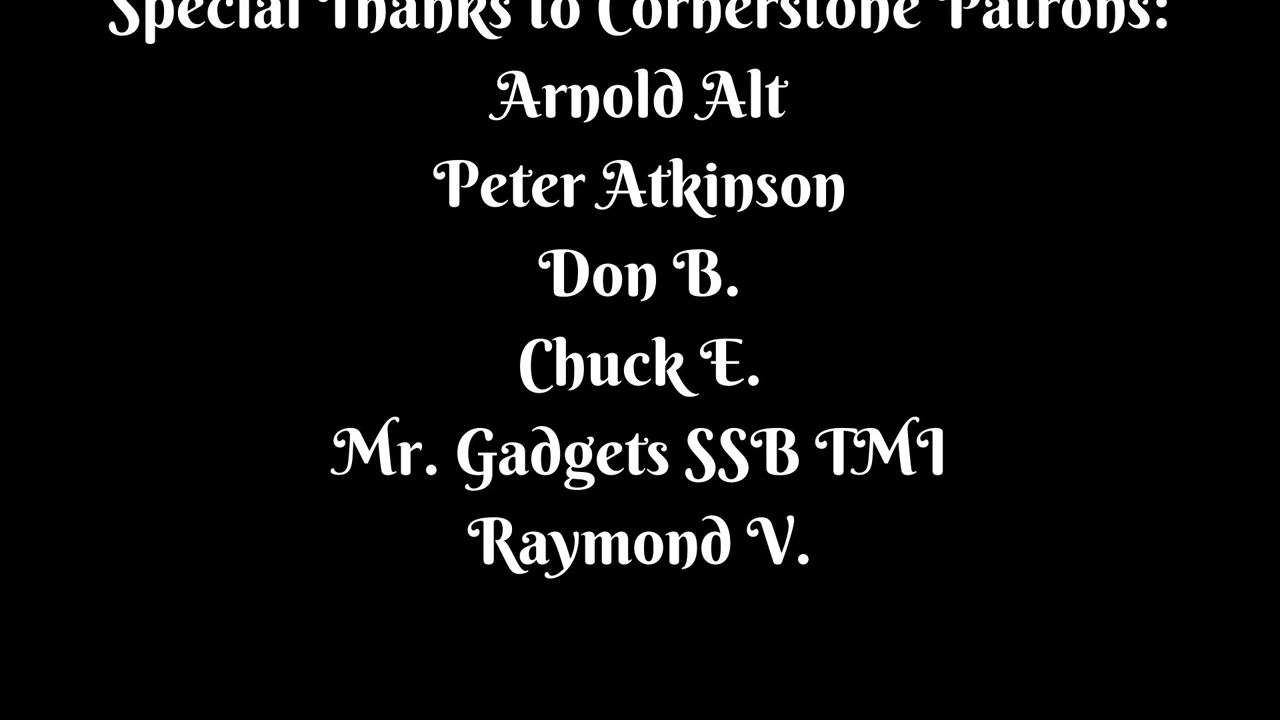 Special Thanks to Cornerstone Patrons:
Arnold Alt
Peter Atkinson
Don B.
Chuck E.
Mr. Gadgets SSB TMI
Raymond V.